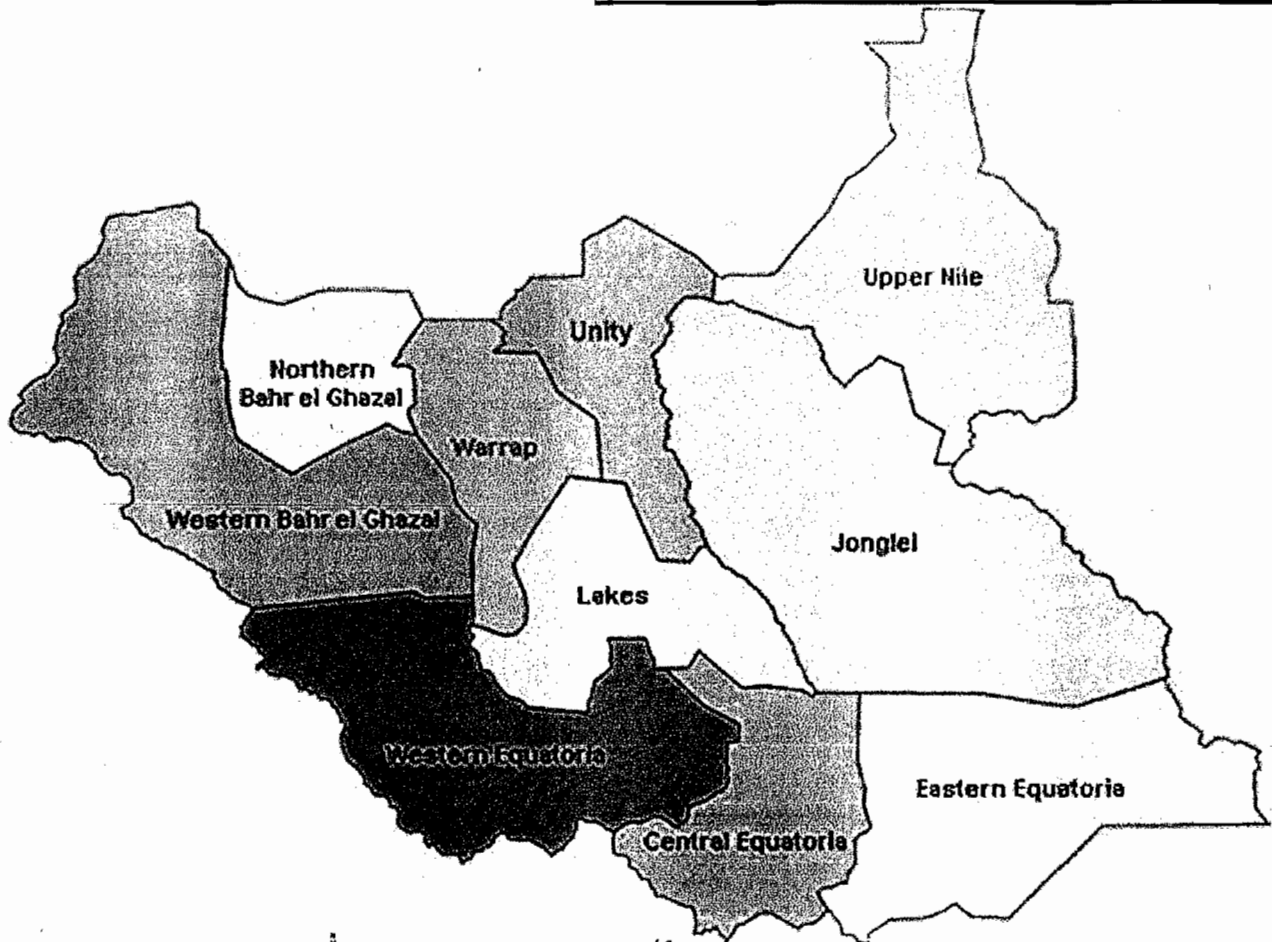 Upper Nile
Unity
Northern
Bahr el Ghazal
Warrap
Western Bahr el Ghazal
Jonglei
Lakes
Western Equatoria
Eastern Equatoria
Central Equatoria